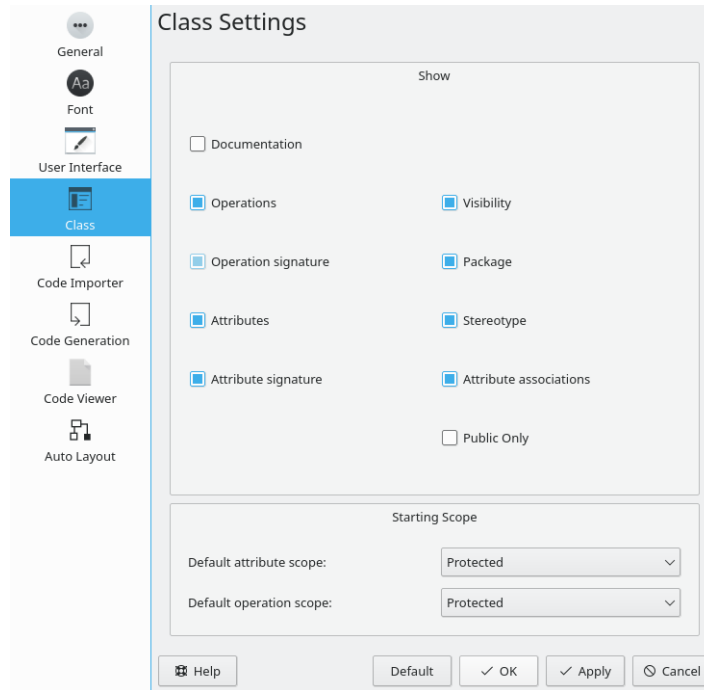 General
Aa
Font
User Interface
Class
Code Importer
Code Generation
Code Viewer
Auto Layout
Class Settings
Show
Documentation
Operations
Visibility
Operation signature
Package
Attributes
Stereotype
Attribute signature
Attribute associations
Public Only
Starting Scope
Default attribute scope:
Protected
Default operation scope:
Protected
Help
Default
OK
Apply
Cancel